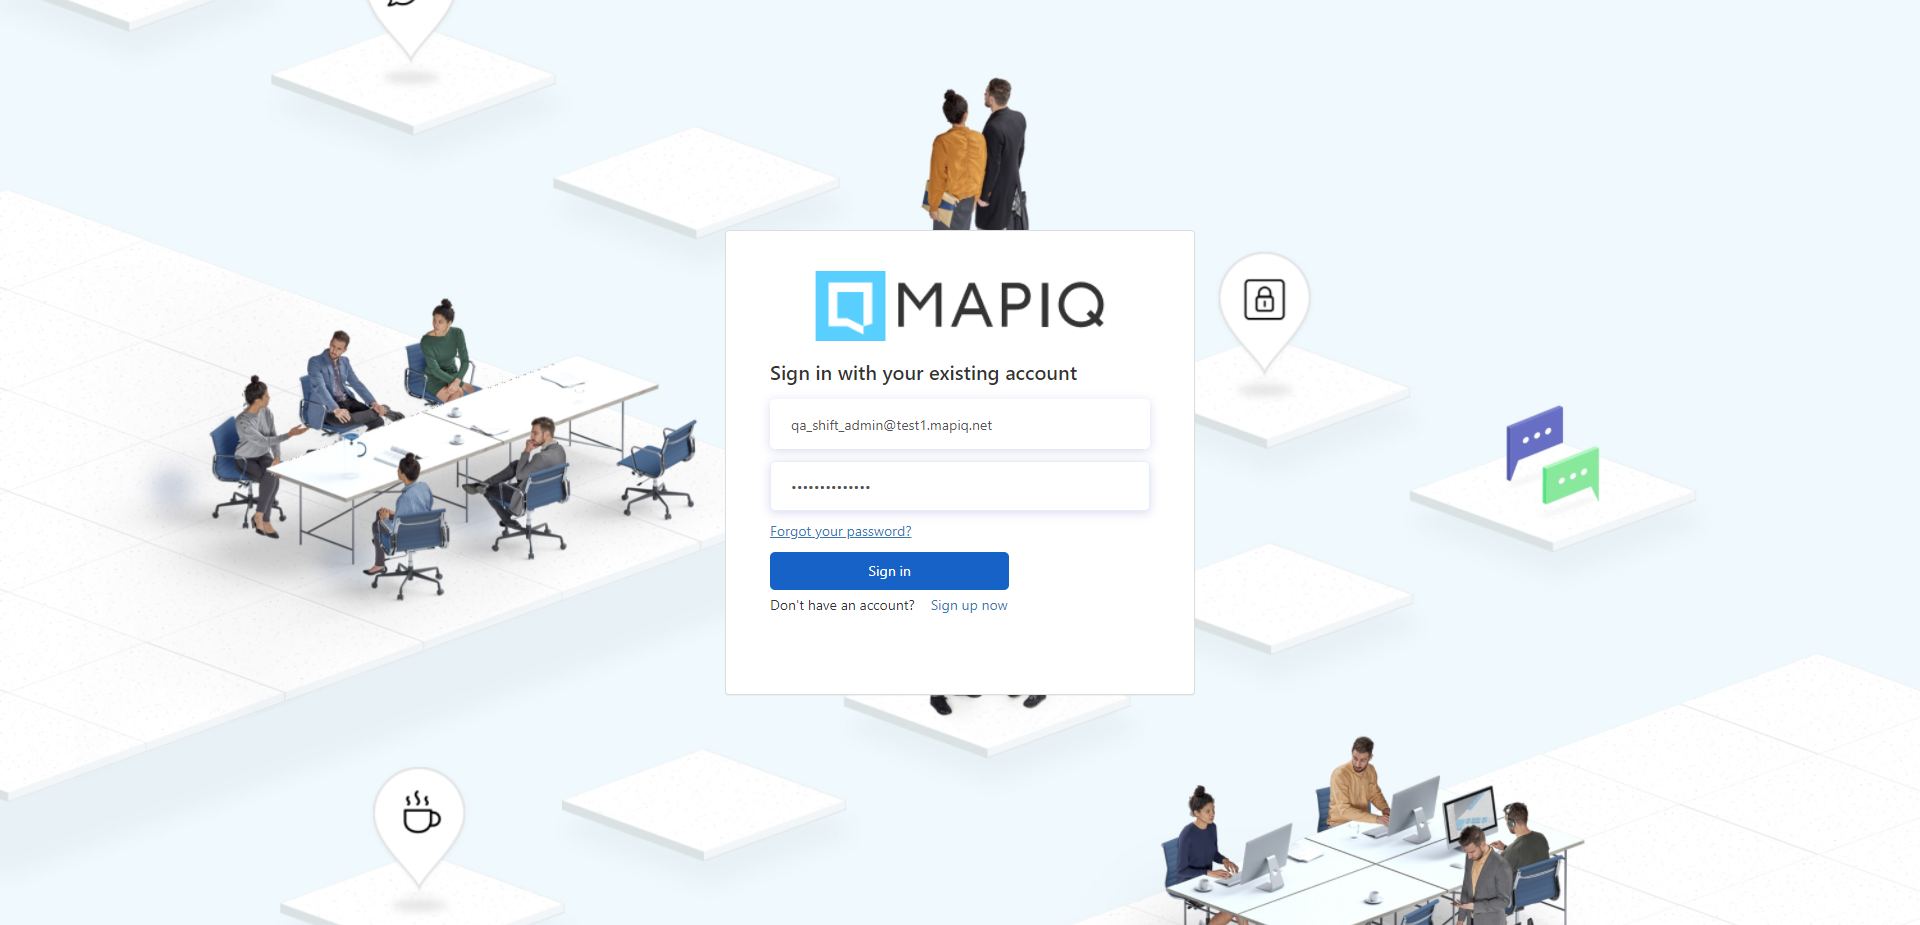 MAPIQ
Sign in with your existing account
qa_shift_admin@test1.mapiq.net
••••••••••••••
Forgot your password?
Sign in
Don't have an account? Sign up now